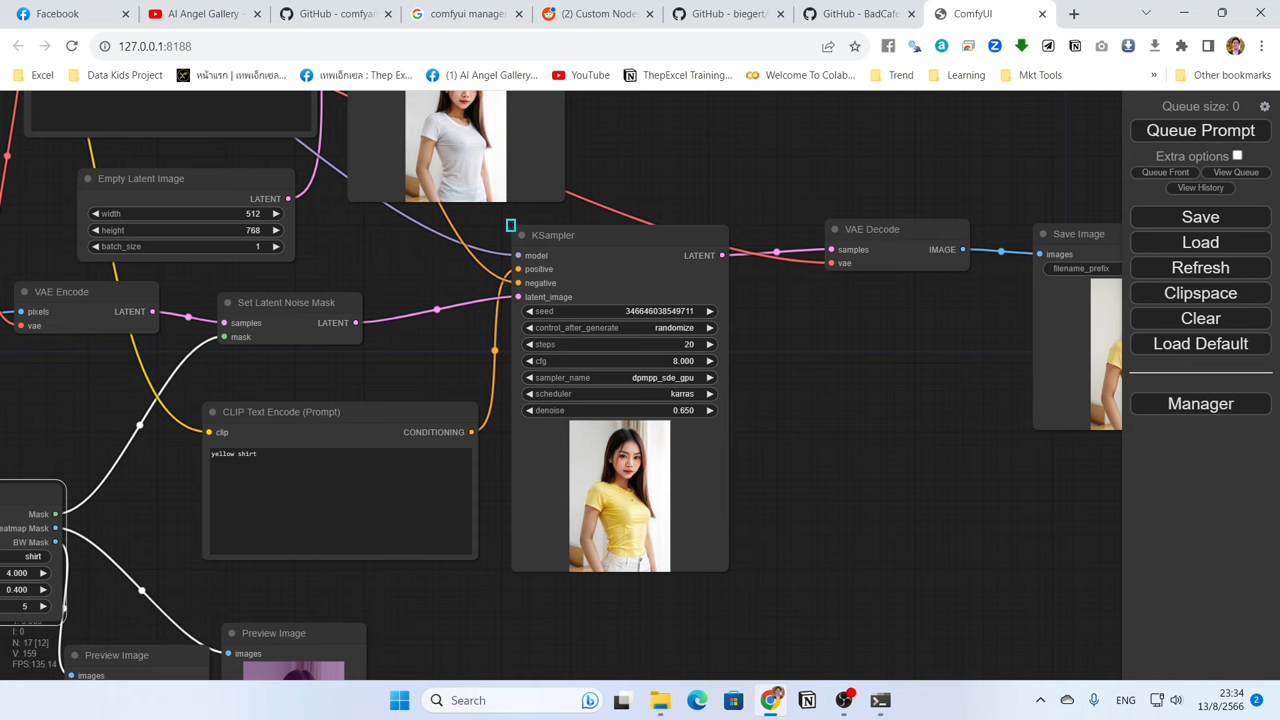 Facebook
AI Angel Gallery -
GitHub - comfyan
comfyui manager
(2) Custom Node
GitHub - biegert/
GitHub - BadCafe
ComfyUI
127.0.0.1:8188
Excel
Data Kids Project
หน้าแรก | เทพเอ็กเซล...
เทพเอ็กเซล : Thep Ex...
(1) AI Angel Gallery...
YouTube
ThepExcel Training...
Welcome To Colab...
Trend
Learning
Mkt Tools
»
Other bookmarks
Queue size: 0
Queue Prompt
Extra options
Queue Front
View Queue
View History
Save
Load
Refresh
Clipspace
Clear
Load Default
Manager
Empty Latent Image
LATENT
width 512
height 768
batch_size 1
VAE Encode
pixels LATENT
vae
Set Latent Noise Mask
samples LATENT
mask
CLIP Text Encode (Prompt)
clip CONDITIONING
yellow shirt
KSampler
model LATENT
positive
negative
latent_image
seed 346646038549711
control_after_generate randomize
steps 20
cfg 8.000
sampler_name dpmpp_sde_gpu
scheduler karras
denoise 0.650
VAE Decode
samples IMAGE
vae
Save Image
images
filename_prefix
Mask
eatmap Mask
BW Mask
shirt
4.000
0.400
5
I: 0
N: 17 [12]
V: 159
FPS:135.14
Preview Image
images
Preview Image
images
Search
ENG
23:34
13/8/2566
2